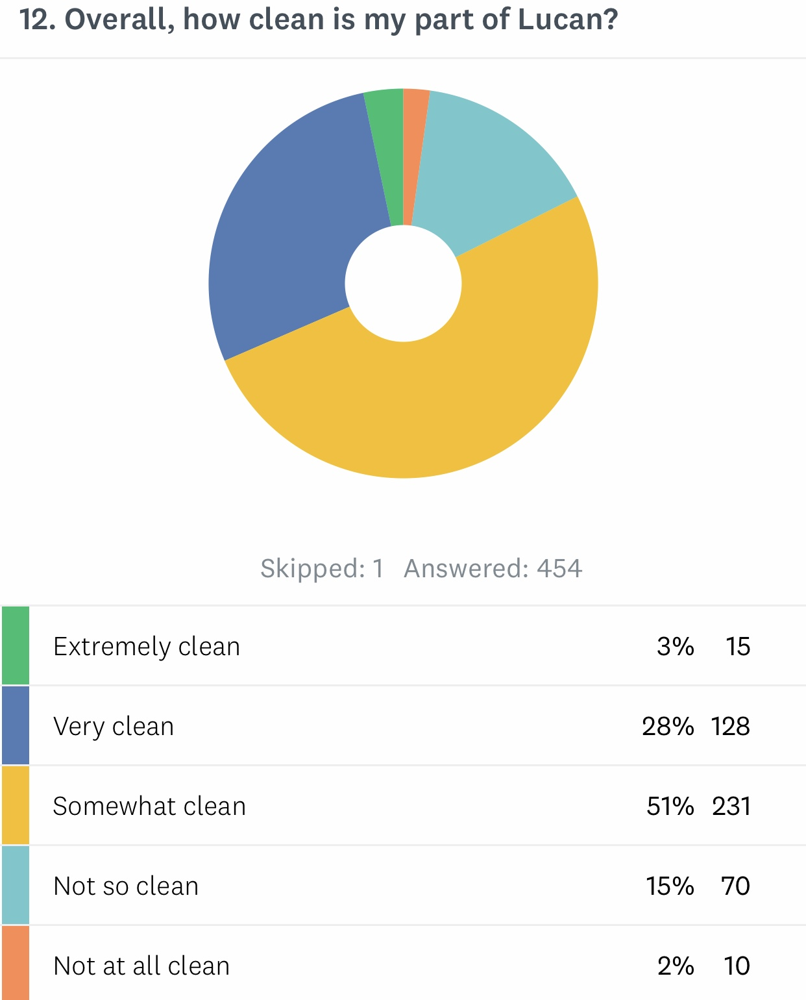 12. Overall, how clean is my part of Lucan?
Skipped: 1 Answered: 454
Extremely clean 3% 15
Very clean 28% 128
Somewhat clean 51% 231
Not so clean 15% 70
Not at all clean 2% 10